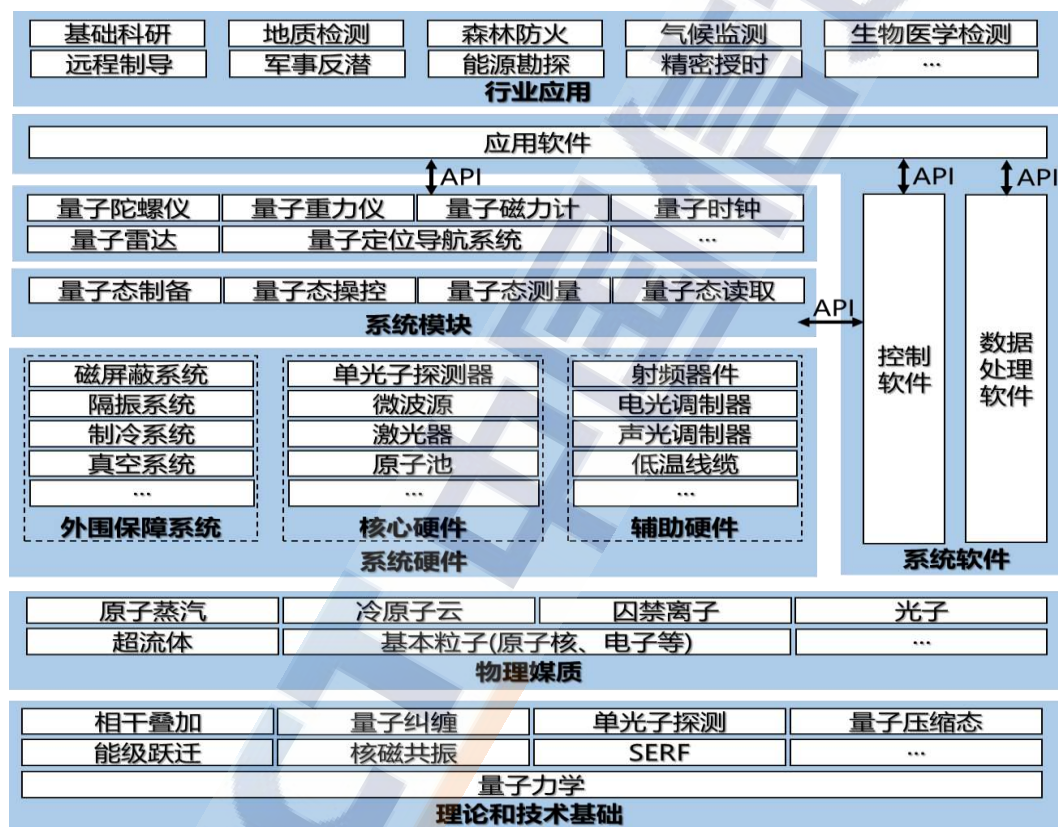 基础科研 地质检测 森林防火 气候监测 生物医学检测
远程制导 军事反潜 能源勘探 精密授时 …
行业应用
应用软件
API API API
量子陀螺仪 量子重力仪 量子磁力计 量子时钟
量子雷达 量子定位导航系统 …
量子态制备 量子态操控 量子态测量 量子态读取
系统模块
API
控制软件
数据处理软件
系统软件
磁屏蔽系统 单光子探测器 射频器件
隔振系统 微波源 电光调制器
制冷系统 激光器 声光调制器
真空系统 原子池 低温线缆
… … …
外围保障系统 核心硬件 辅助硬件
系统硬件
原子蒸汽 冷原子云 囚禁离子 光子
超流体 基本粒子(原子核、电子等) …
物理媒质
相干叠加 量子纠缠 单光子探测 量子压缩态
能级跃迁 核磁共振 SERF …
量子力学
理论和技术基础